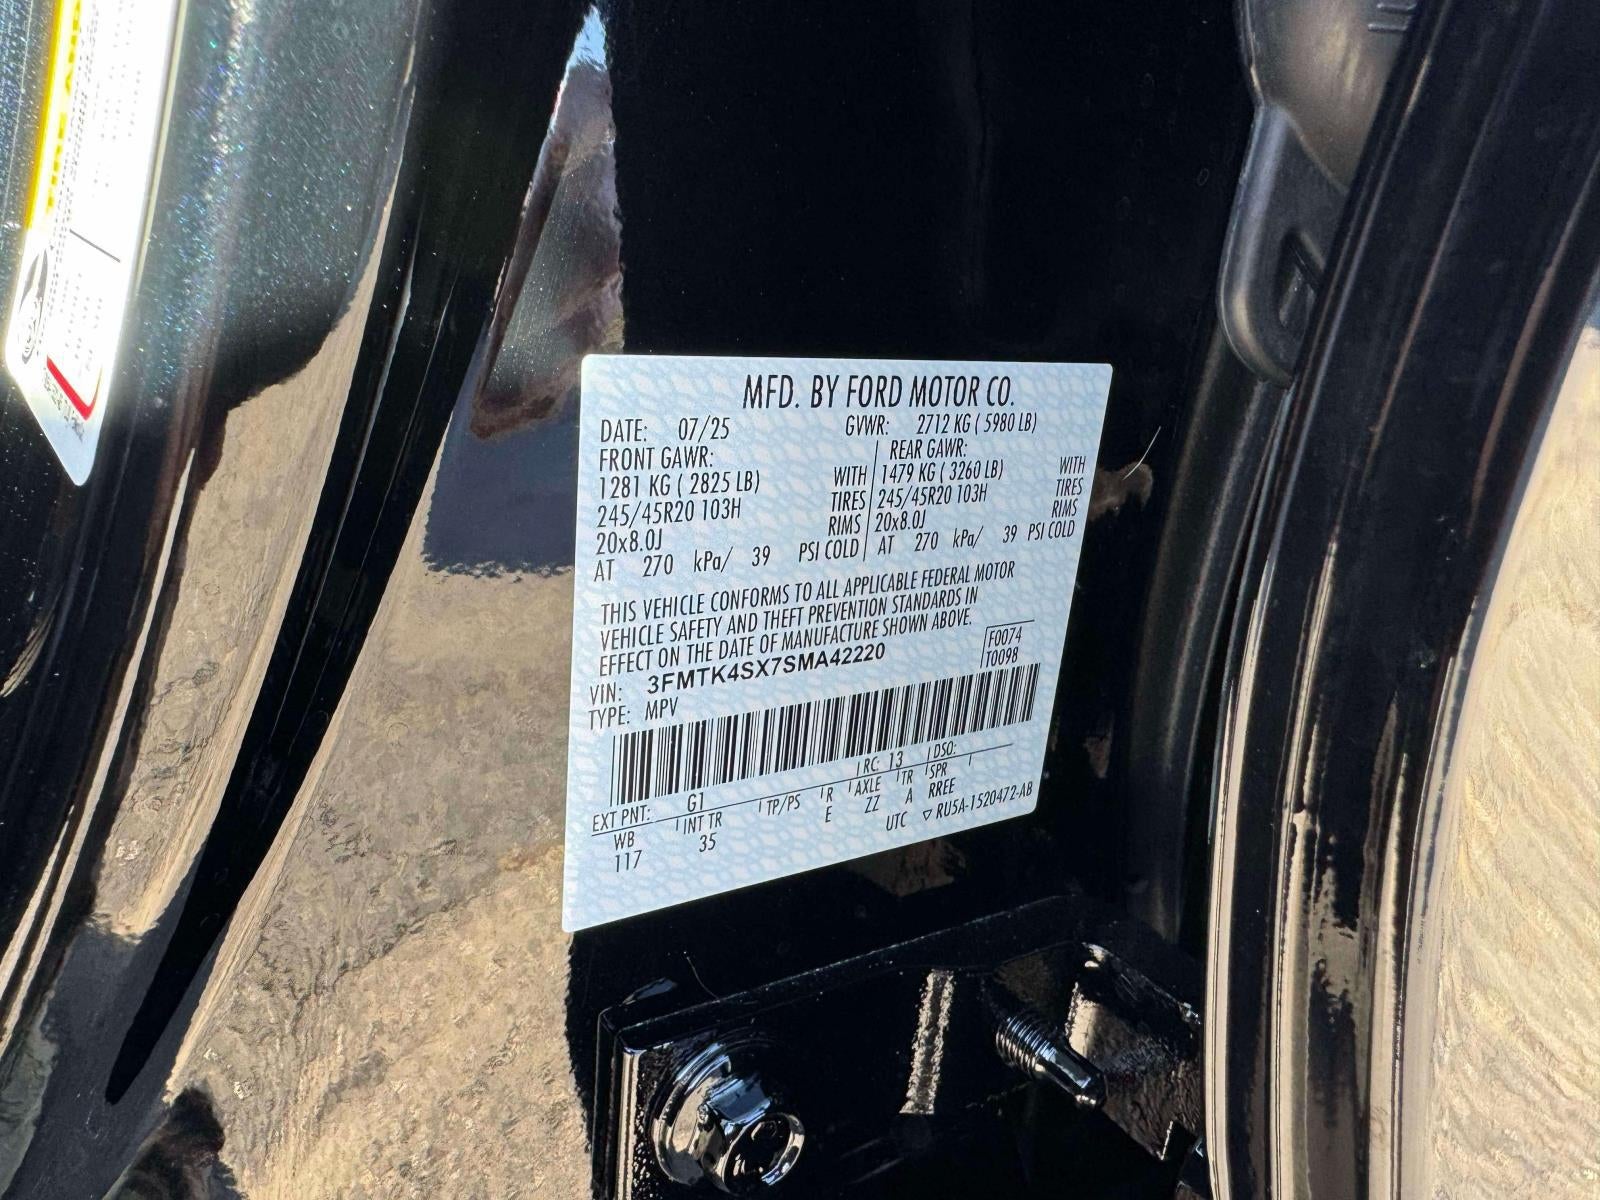 MFD. BY FORD MOTOR CO.
DATE: 07/25 GVWR: 2712 KG ( 5980 LB)
FRONT GAWR: REAR GAWR:
1281 KG ( 2825 LB) WITH 1479 KG ( 3260 LB) WITH
245/45R20 103H TIRES 245/45R20 103H TIRES
20x8.0J RIMS 20x8.0J RIMS
AT 270 kPa/ 39 PSI COLD AT 270 kPa/ 39 PSI COLD
THIS VEHICLE CONFORMS TO ALL APPLICABLE FEDERAL MOTOR
VEHICLE SAFETY AND THEFT PREVENTION STANDARDS IN
EFFECT ON THE DATE OF MANUFACTURE SHOWN ABOVE.
F0074
T0098
VIN: 3FMTK4SX7SMA42220
TYPE: MPV
EXT PNT: G1 RC: 13 DSO:
WB INT TR TP/PS R AXLE TR SPR
117 35 E ZZ A RREE
UTC ▽ RU5A-1520472-AB